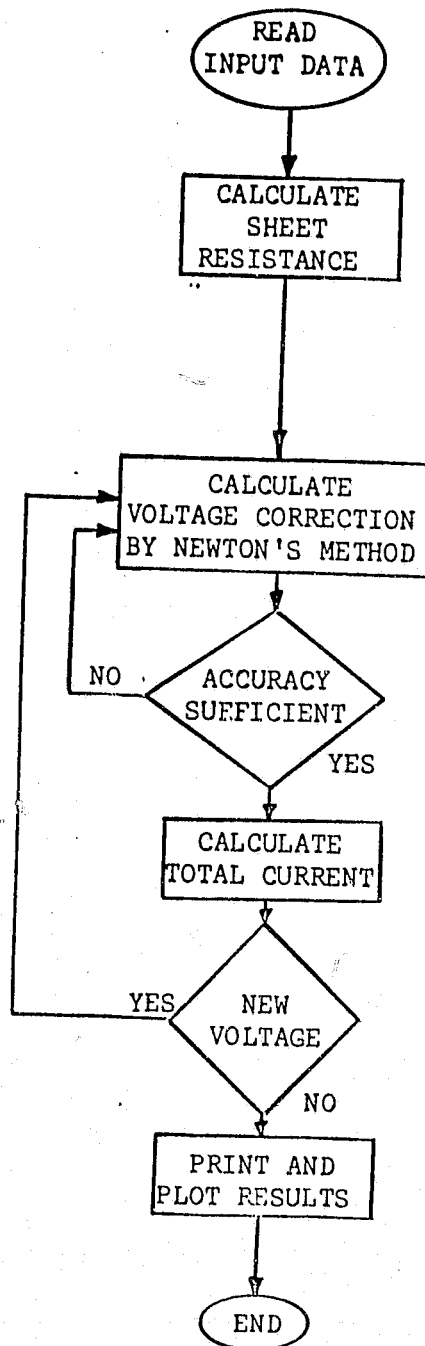 READ
INPUT DATA
CALCULATE
SHEET
RESISTANCE
CALCULATE
VOLTAGE CORRECTION
BY NEWTON'S METHOD
NO
ACCURACY
SUFFICIENT
YES
CALCULATE
TOTAL CURRENT
YES
NEW
VOLTAGE
NO
PRINT AND
PLOT RESULTS
END